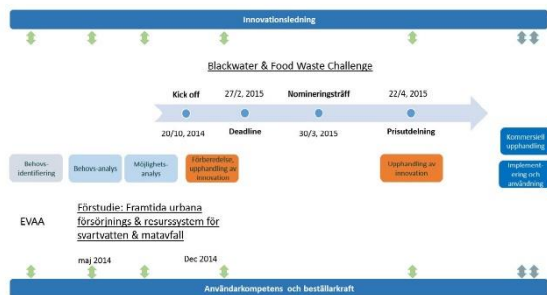 Innovationsledning
Blackwater & Food Waste Challenge
Kick off
27/2, 2015
Nomineringsträff
22/4, 2015
20/10, 2014
Deadline
30/3, 2015
Prisutdelning
Kommersiell
upphandling
Behovs-
identifiering
Behovs-analys
Möjlighets-
analys
Förberedelse,
upphandling av
innovation
Upphandling av
innovation
Implement-
ering och
användning
EVAA
Förstudie: Framtida urbana
försörjnings & resurssystem för
svartvatten & matavfall
maj 2014
Dec 2014
Användarkompetens och beställarkraft